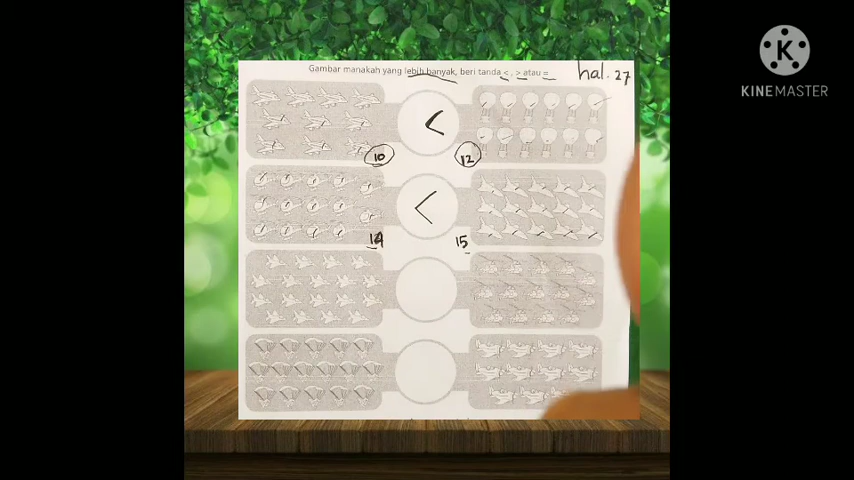 Gambar manakah yang lebih banyak, beri tanda < , > atau =
hal. 27
<
10
12
<
14
15
K
KINEMASTER